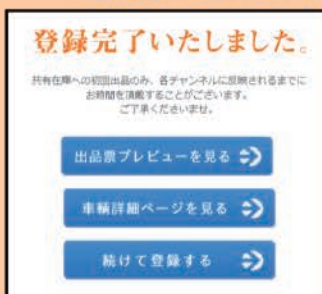 登録完了いたしました。
共有在庫への初回出品のみ、各チャンネルに反映されるまでに
お時間を頂戴することがございます。
ご了承くださいませ。
出品票プレビューを見る
車輌詳細ページを見る
続けて登録する